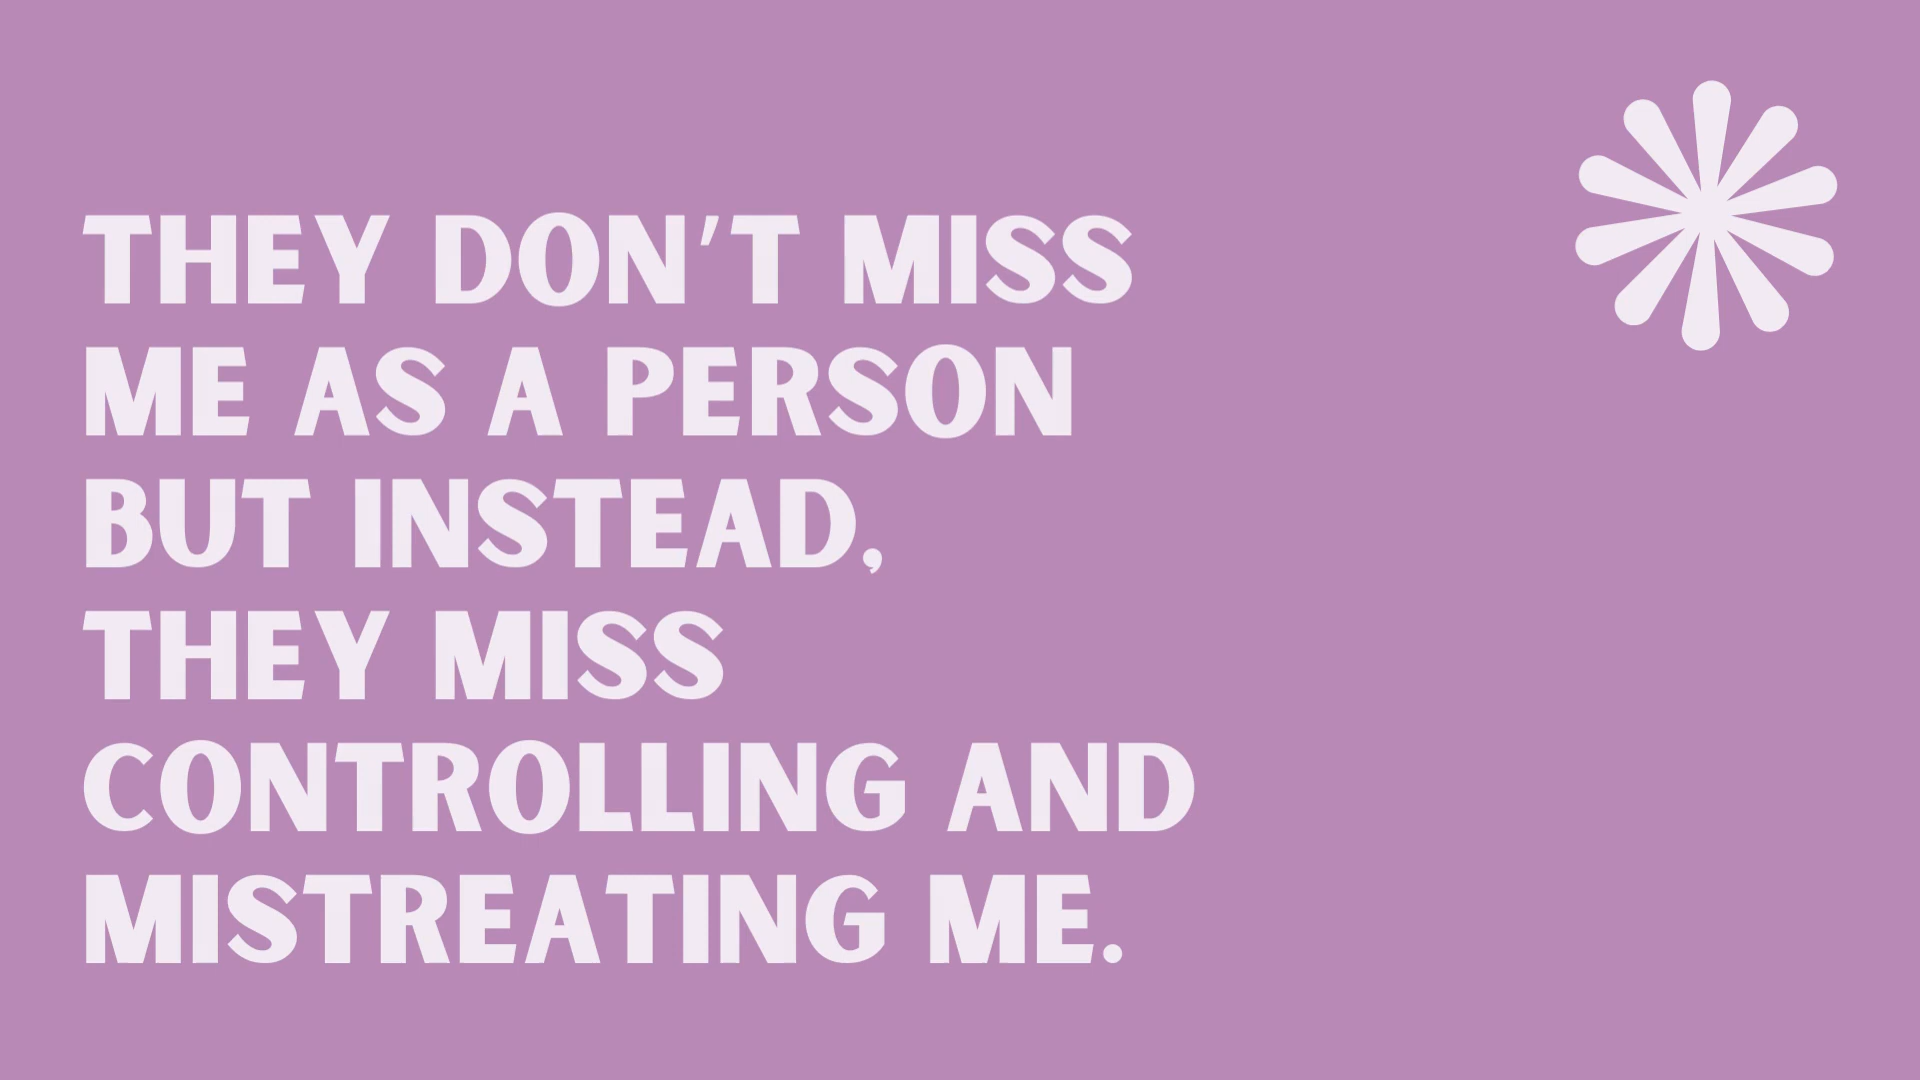 THEY DON'T MISS
ME AS A PERSON
BUT INSTEAD,
THEY MISS
CONTROLLING AND
MISTREATING ME.